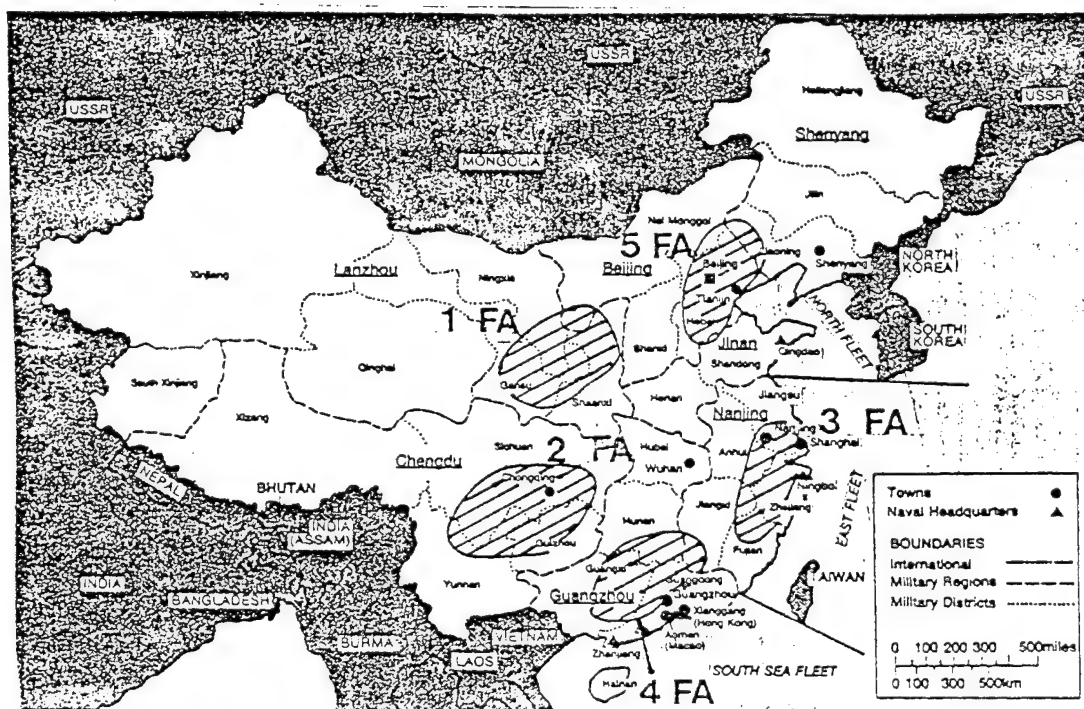 USSR
USSR
USSR
MONGOLIA
Heilongjiang
Shenyang
Jilin
Nei Monggol
5 FA
Beijing
Beijing
Tianjin
Hebei
Liaoning
Shenyang
NORTH
KOREA
SOUTH
KOREA
NORTH FLEET
Xinjiang
Lanzhou
Ningxia
1 FA
Gansu
Shaanxi
Shanxi
Jinan
Shandong
Qingdao
South Xinjiang
Qinghai
Xizang
Henan
Jiangsu
Nanjing
Nanjing
3 FA
Shanghai
Sichuan
Chengdu
2 FA
Chongqing
Hubei
Wuhan
Anhui
Ningbo
Zhejiang
EAST FLEET
NEPAL
BHUTAN
INDIA
(ASSAM)
INDIA
BANGLADESH
BURMA
Yunnan
Guizhou
Hunan
Jiangxi
Fujian
TAIWAN
Guangxi
Guangdong
Guangzhou
Guangzhou
Xianggang
(Hong Kong)
Aomen
(Macao)
VIETNAM
LAOS
Zhanjiang
Hainan
4 FA
SOUTH SEA FLEET
Towns
Naval Headquarters
BOUNDARIES
International
Military Regions
Military Districts
0 100 200 300 500miles
0 100 300 500km